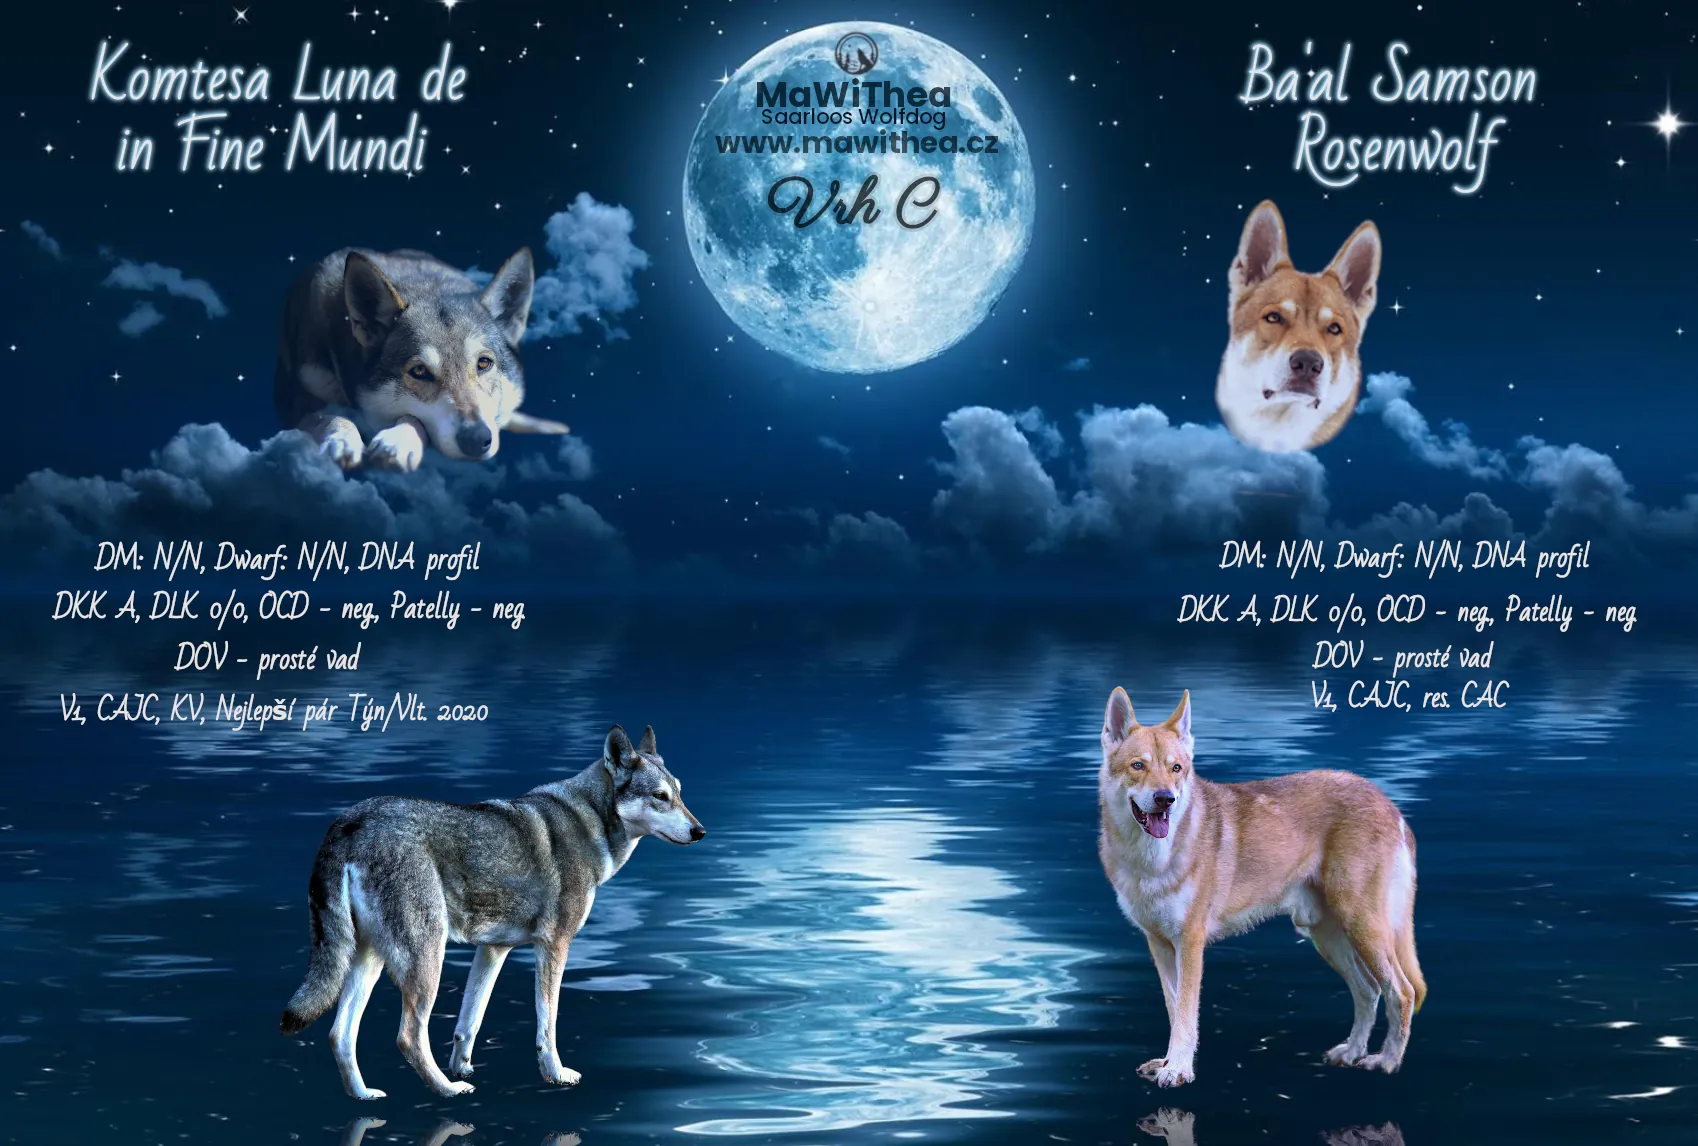 Komtesa Luna de
in Fine Mundi
MaWiThea
Saarloos Wolfdog
www.mawithea.cz
Vrh C
Ba'al Samson
Rosenwolf
DM: N/N, Dwarf: N/N, DNA profil
DKK A, DLK 0/0, OCD - neg., Patelly - neg
DOV - prosté vad
V1, CAJC, KV, Nejlepší pár Týn/Vlt. 2020
DM: N/N, Dwarf: N/N, DNA profil
DKK A, DLK 0/0, OCD - neg., Patelly - neg
DOV - prosté vad
V1, CAJC, res. CAC